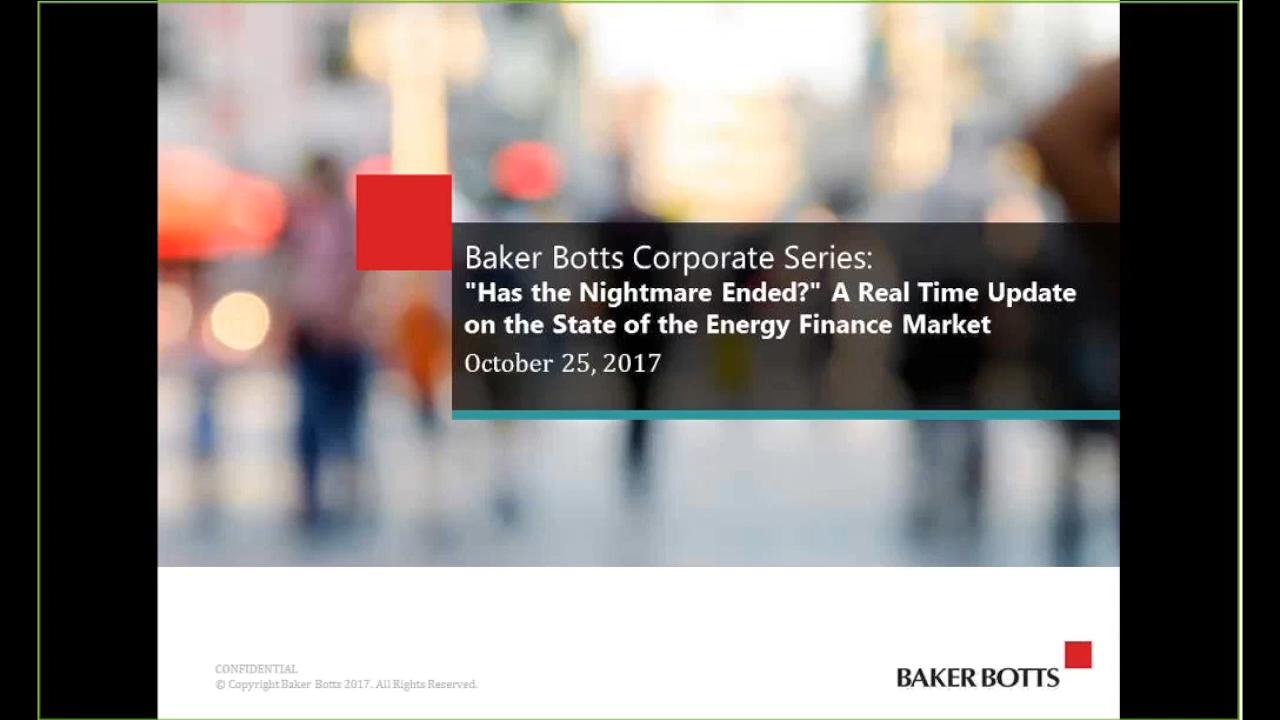 Baker Botts Corporate Series:
"Has the Nightmare Ended?" A Real Time Update
on the State of the Energy Finance Market
October 25, 2017
CONFIDENTIAL
© Copyright Baker Botts 2017. All Rights Reserved.
BAKER BOTTS